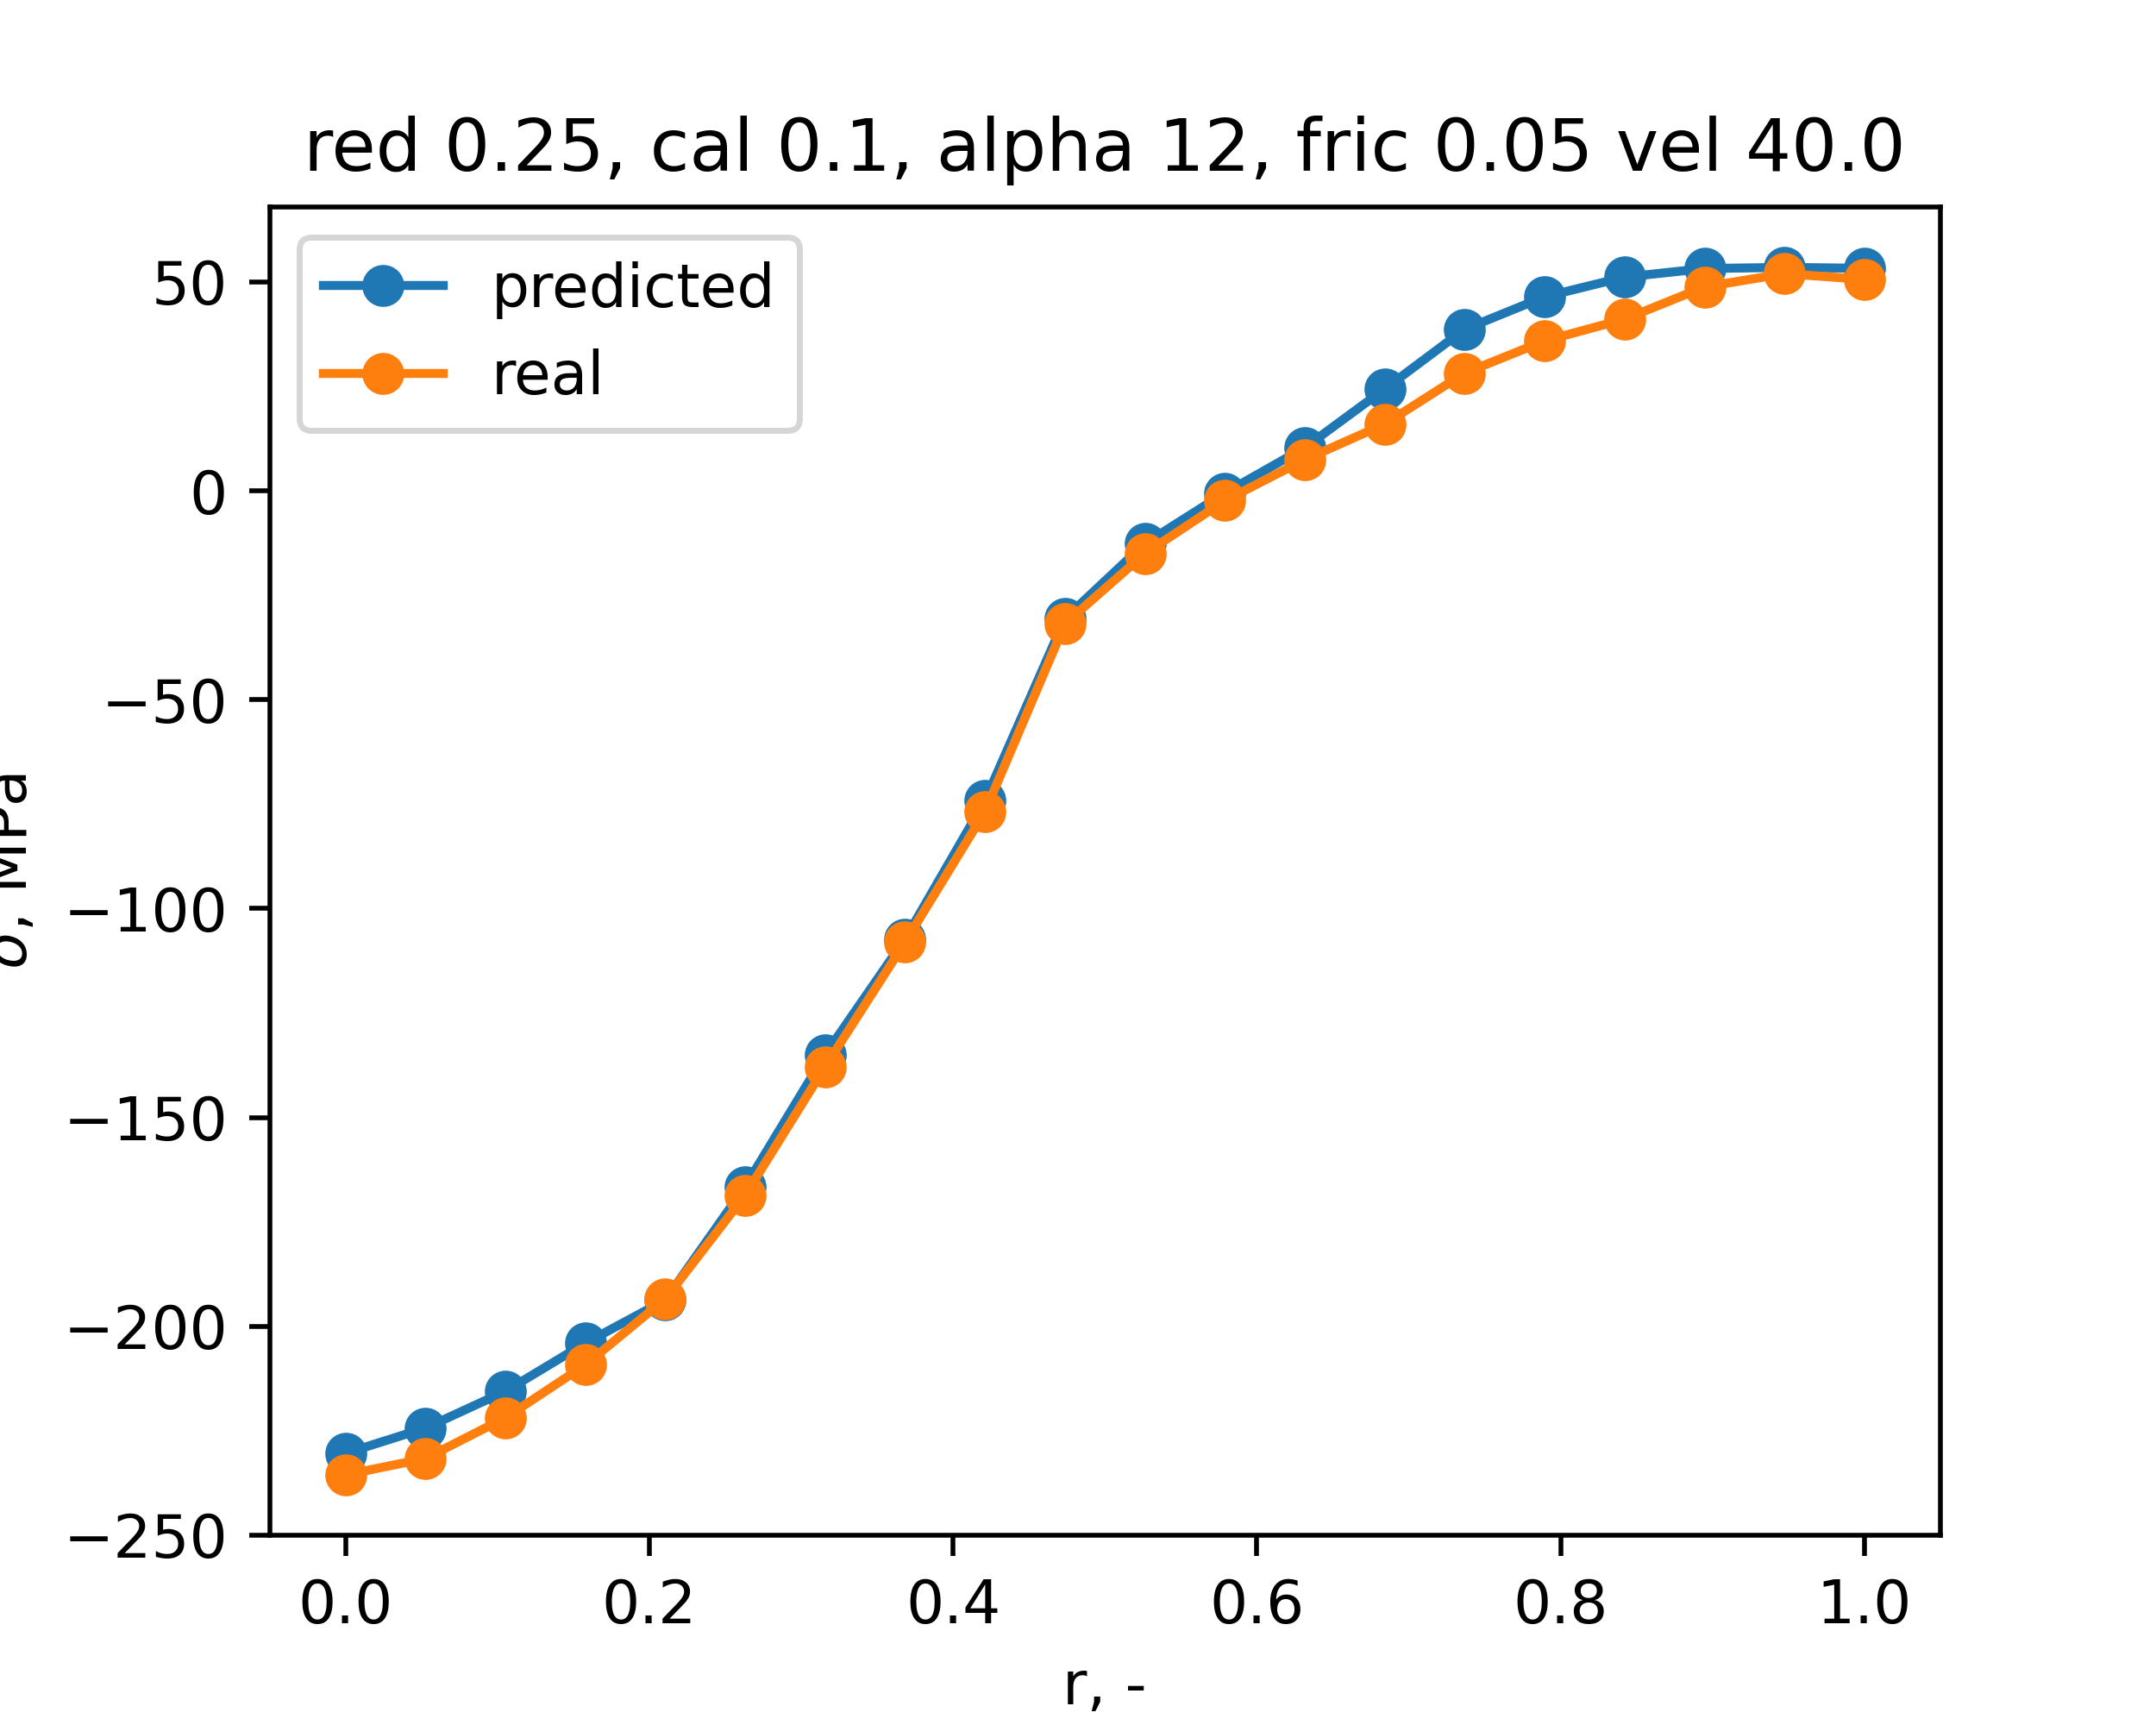 red 0.25, cal 0.1, alpha 12, fric 0.05 vel 40.0
predicted
real
50
0
−50
−100
−150
−200
−250
σ, MPa
0.0 0.2 0.4 0.6 0.8 1.0
r, -